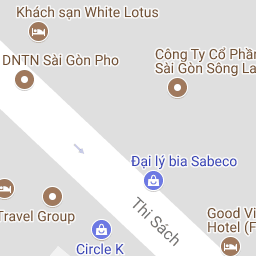 Khách sạn White Lotus
DNTN Sài Gòn Pho
Công Ty Cổ Phần
Sài Gòn Sông La
Đại lý bia Sabeco
Travel Group
Thi Sách
Circle K
Good Vi
Hotel (F